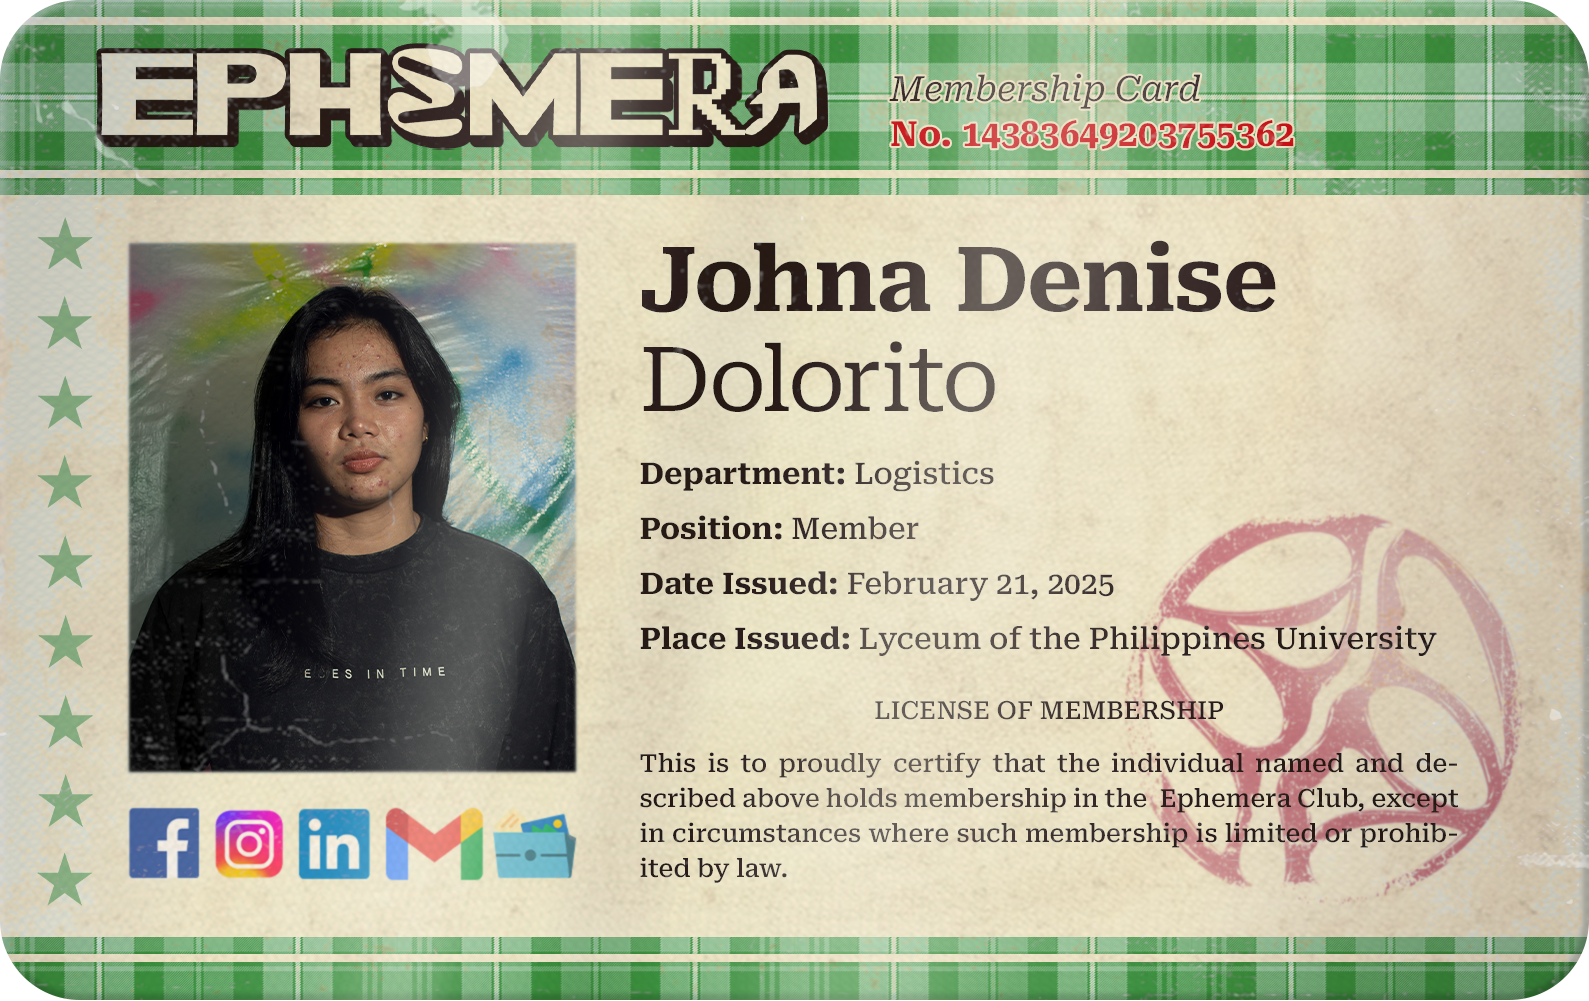 EPHEMERA
Membership Card
No. 14383649203755362
Johna Denise
Dolorito
Department: Logistics
Position: Member
Date Issued: February 21, 2025
Place Issued: Lyceum of the Philippines University
IN TIME
LICENSE OF MEMBERSHIP
This is to proudly certify that the individual named and de-
scribed above holds membership in the Ephemera Club, except
in circumstances where such membership is limited or prohib-
ited by law.
f
in
M